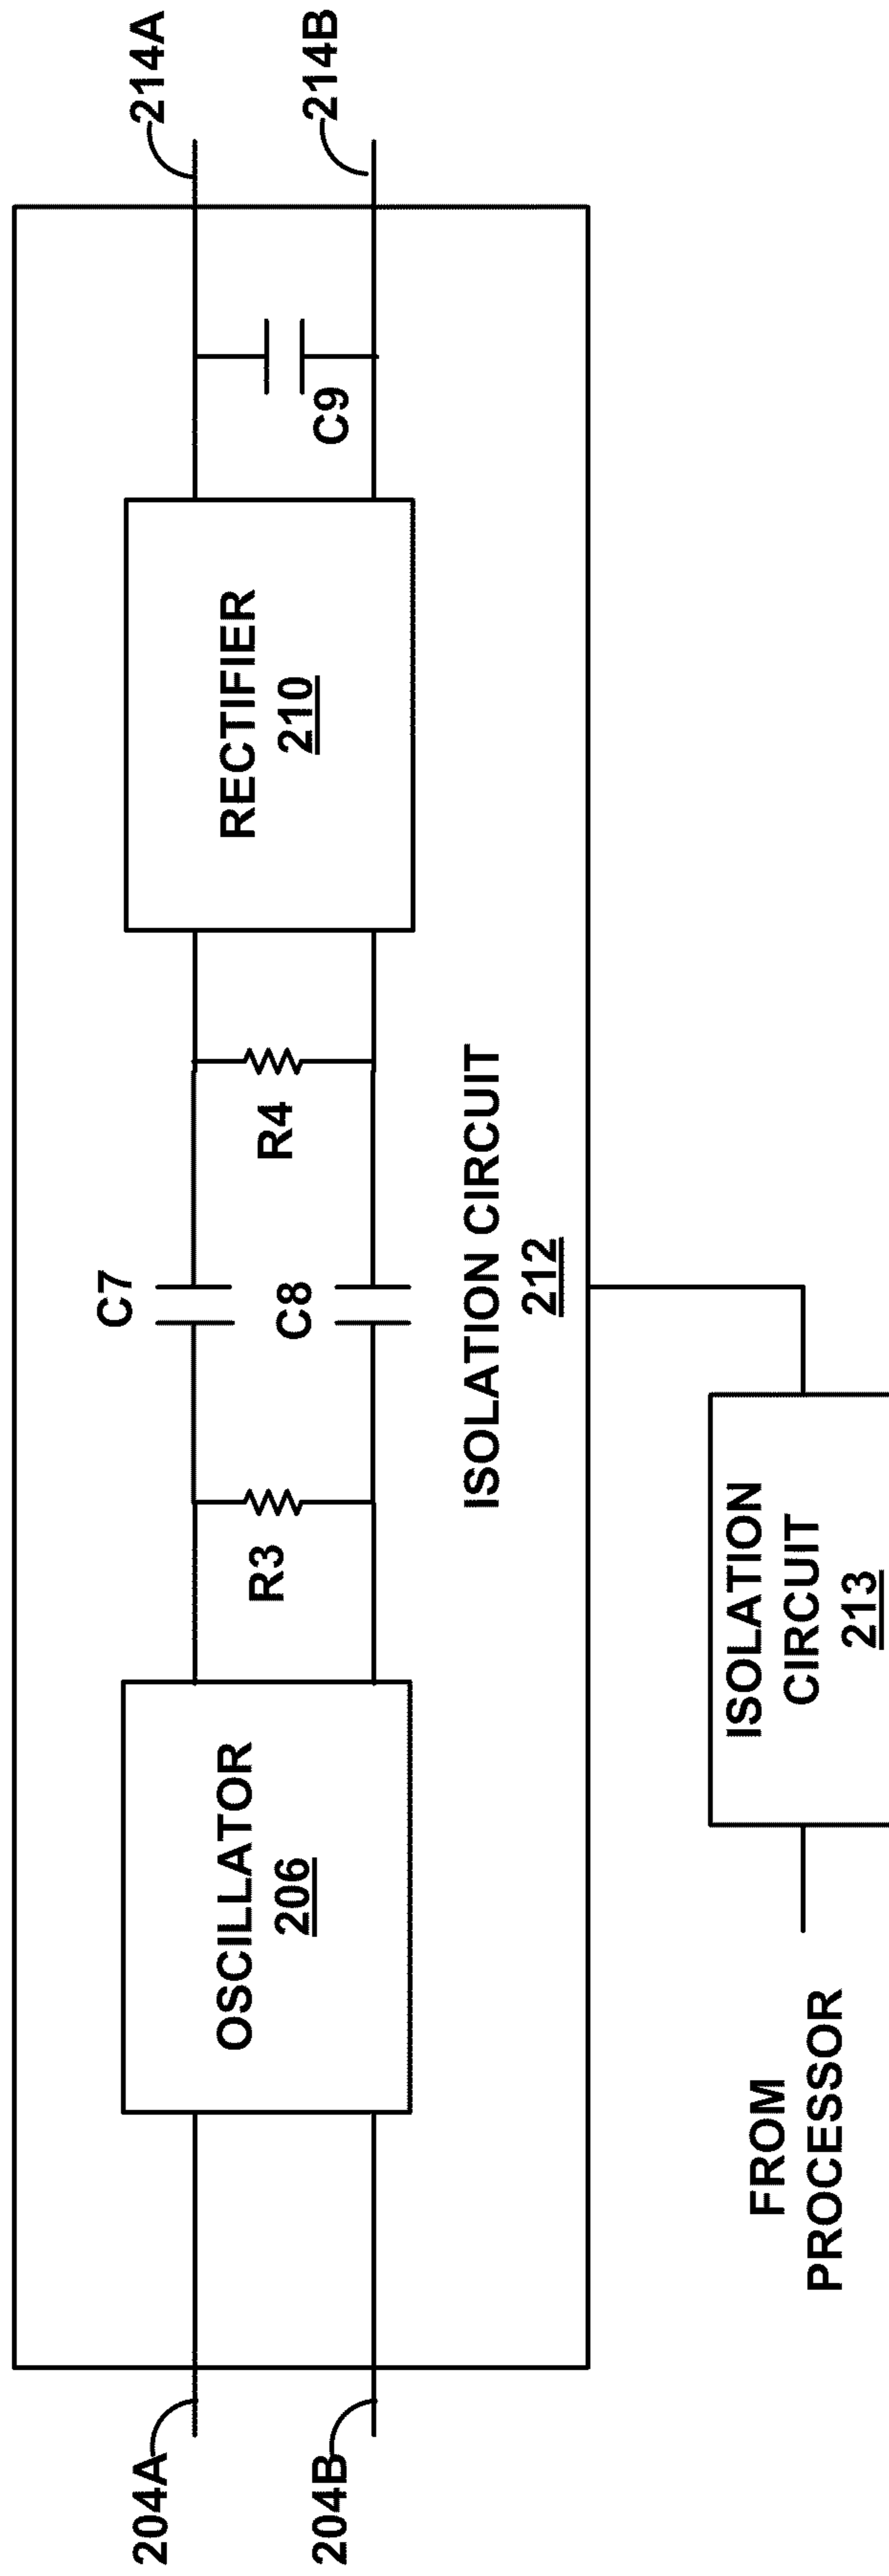 204A
204B
OSCILLATOR
206
R3
C7
C8
R4
RECTIFIER
210
C9
214A
214B
ISOLATION CIRCUIT
212
FROM
PROCESSOR
ISOLATION
CIRCUIT
213